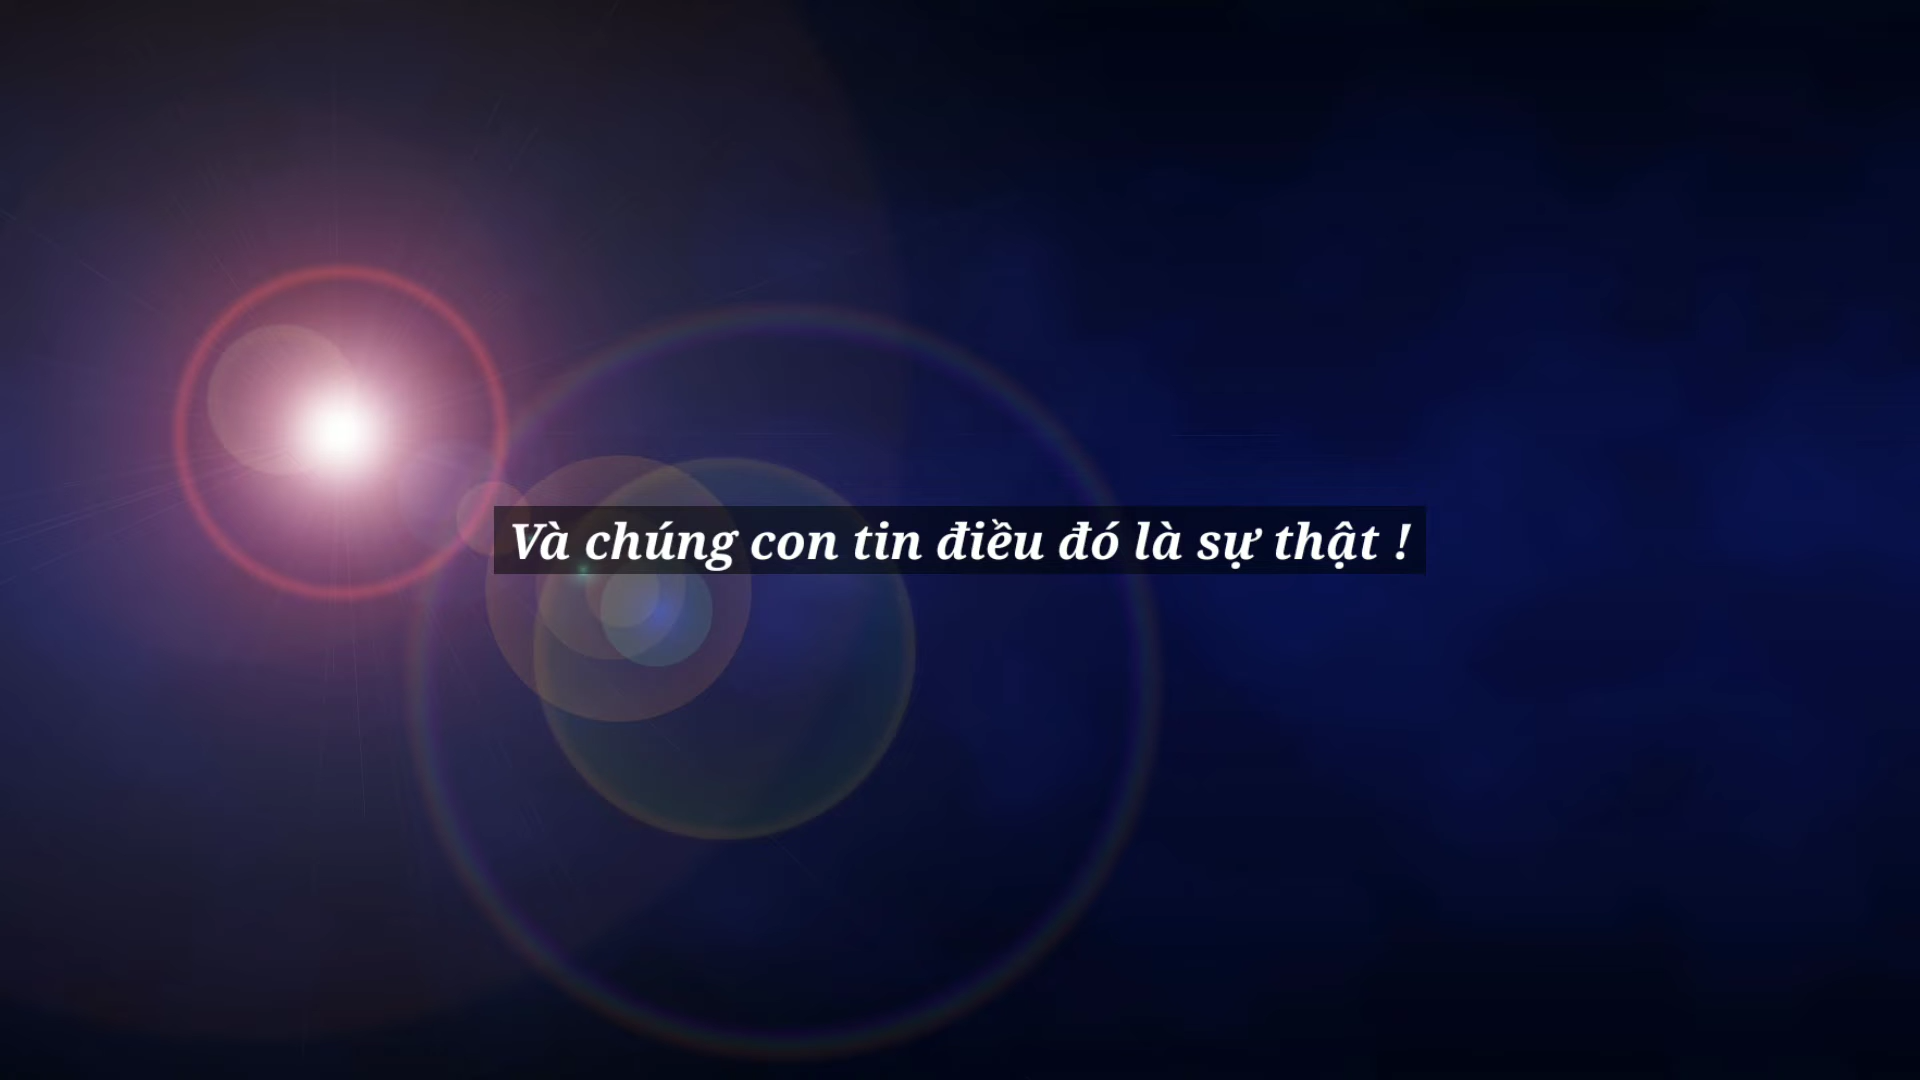 Và chúng con tin điều đó là sự thật !